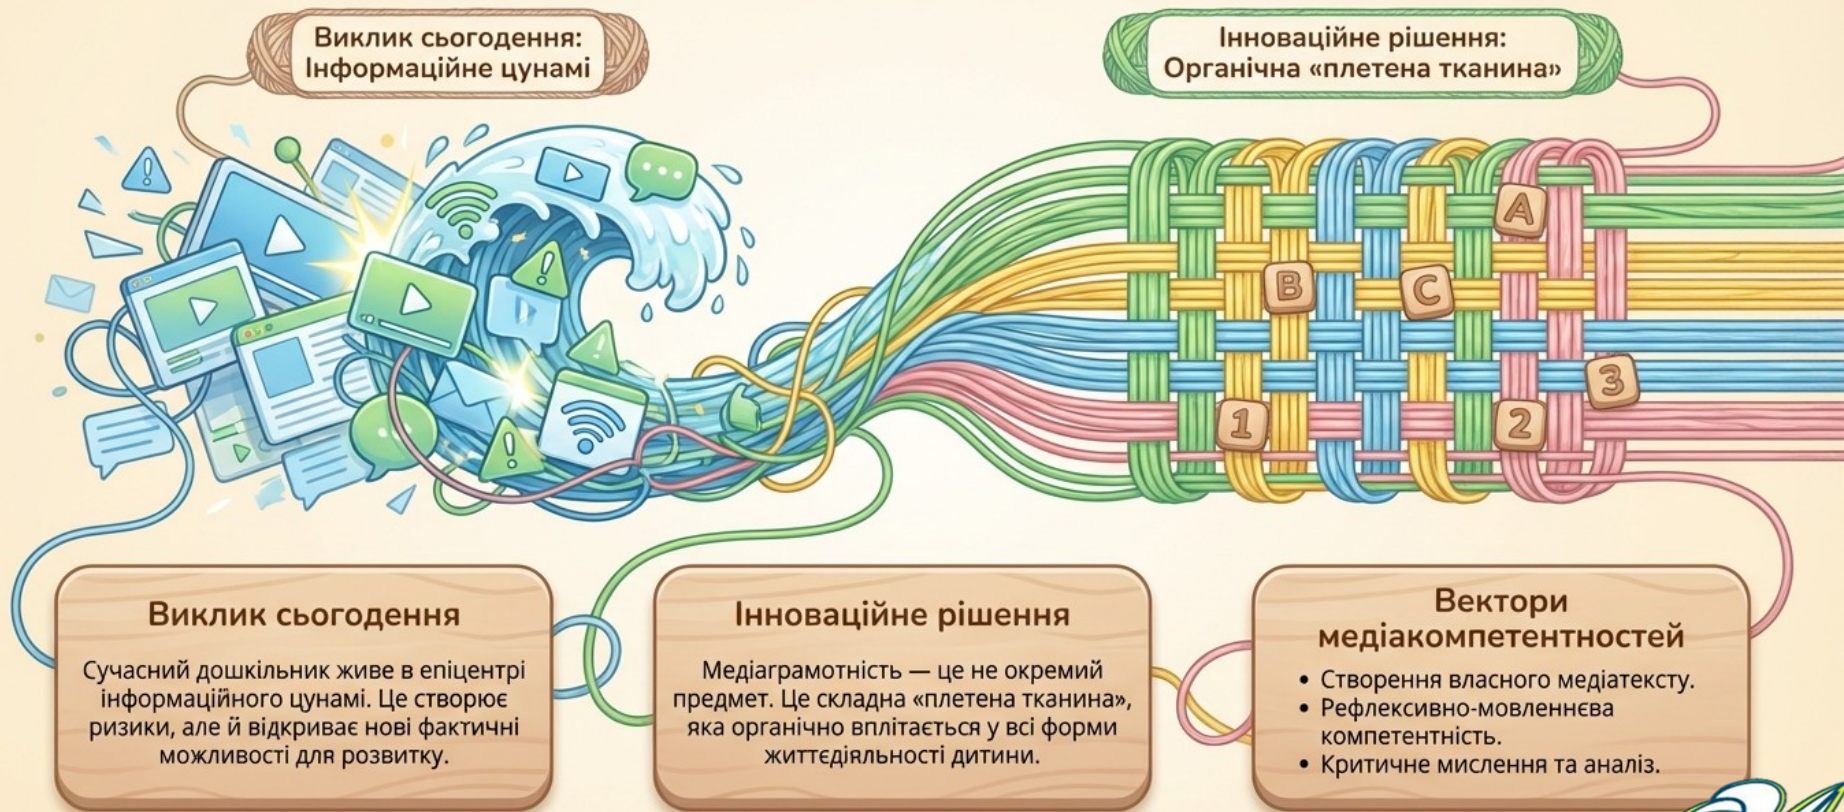 Виклик сьогодення:
Інформаційне цунамі
Інноваційне рішення:
Органічна «плетена тканина»
A
B
C
3
1
2
Виклик сьогодення
Сучасний дошкільник живе в епіцентрі
інформаційного цунамі. Це створює
ризики, але й відкриває нові фактичні
можливості для розвитку.
Інноваційне рішення
Медіаграмотність — це не окремий
предмет. Це складна «плетена тканина»,
яка органічно вплітається у всі форми
життєдіяльності дитини.
Вектори
медіакомпетентностей
• Створення власного медіатексту.
• Рефлексивно-мовленнєва
компетентність.
• Критичне мислення та аналіз.